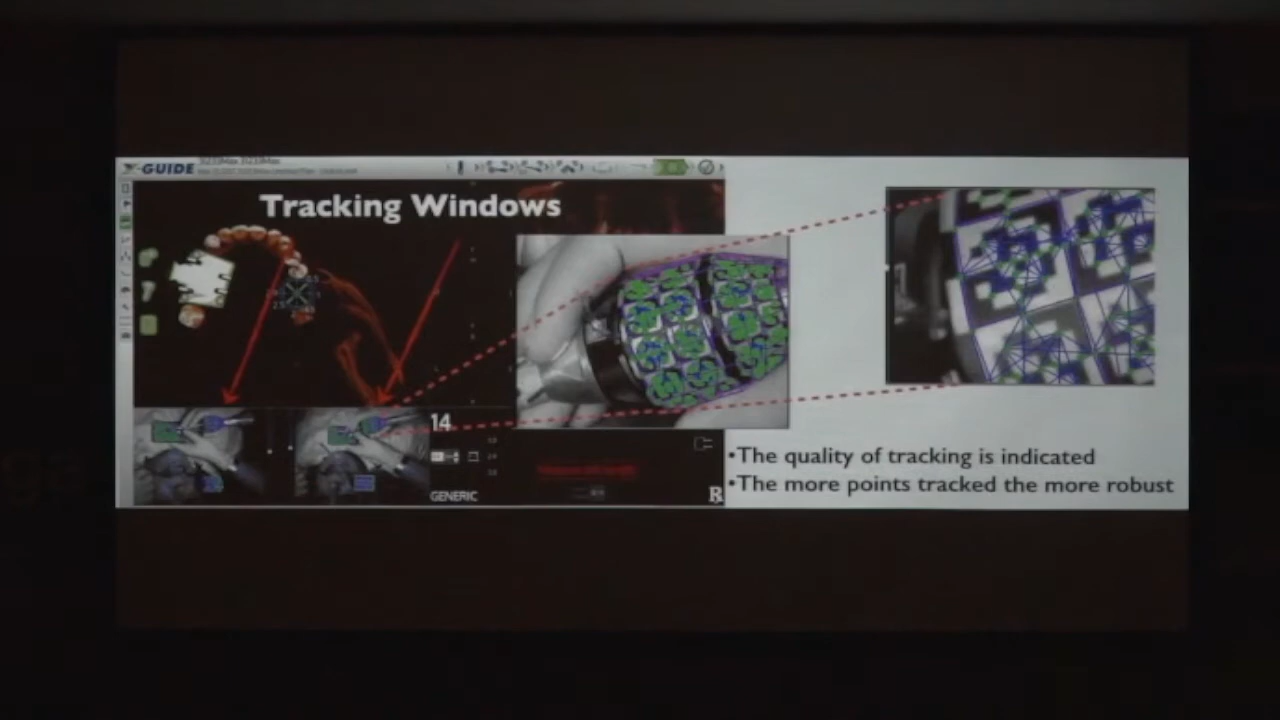 X-GUIDE
Tracking Windows
14
GENERIC
•The quality of tracking is indicated
•The more points tracked the more robust